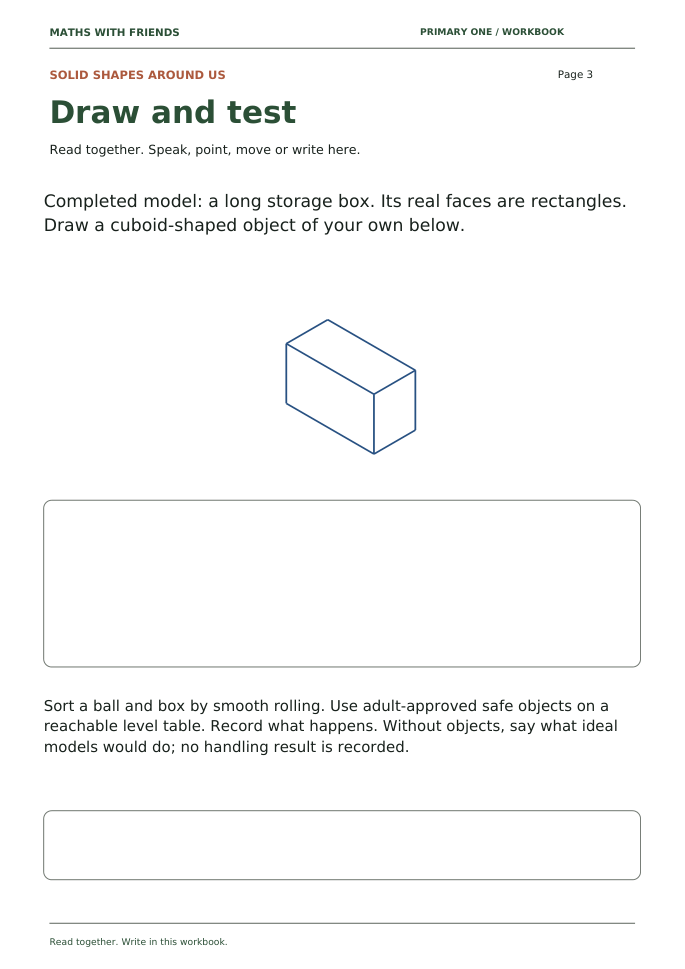 MATHS WITH FRIENDS
PRIMARY ONE / WORKBOOK
SOLID SHAPES AROUND US
Page 3
Draw and test
Read together. Speak, point, move or write here.
Completed model: a long storage box. Its real faces are rectangles.
Draw a cuboid-shaped object of your own below.
Sort a ball and box by smooth rolling. Use adult-approved safe objects on a
reachable level table. Record what happens. Without objects, say what ideal
models would do; no handling result is recorded.
Read together. Write in this workbook.